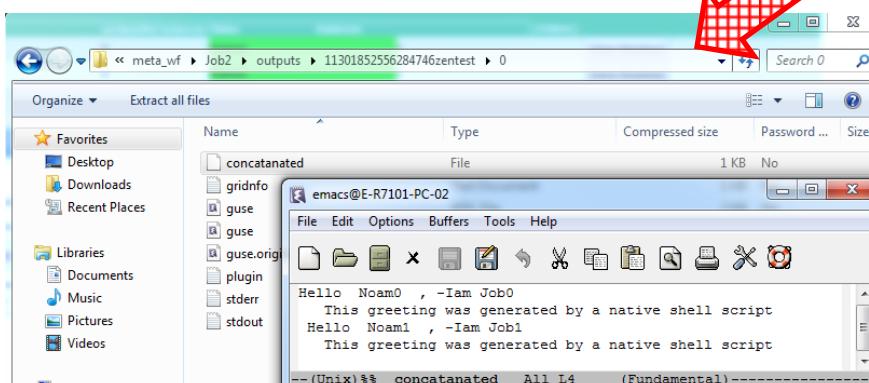 « meta_wf ▸ Job2 ▸ outputs ▸ 11301852556284746zentest ▸ 0
Search 0
Organize ▾ Extract all files
Favorites
Desktop
Downloads
Recent Places
Libraries
Documents
Music
Pictures
Videos
Name Type Compressed size Password ... Size
concatanated File 1 KB No
gridnfo
guse
guse
guse.origi
plugin
stderr
stdout
emacs@E-R7101-PC-02
File Edit Options Buffers Tools Help
Hello Noam0 , -Iam Job0
This greeting was generated by a native shell script
Hello Noam1 , -Iam Job1
This greeting was generated by a native shell script
--(Unix)%% concatanated All L4 (Fundamental)----------------